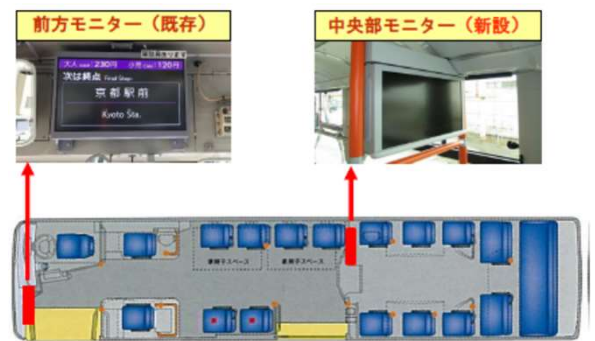 前方モニター（既存）
中央部モニター（新設）
大人 230円 小児 120円
次は終点 Final Stop
京都駅前
Kyoto Sta.
車椅子スペース 車椅子スペース